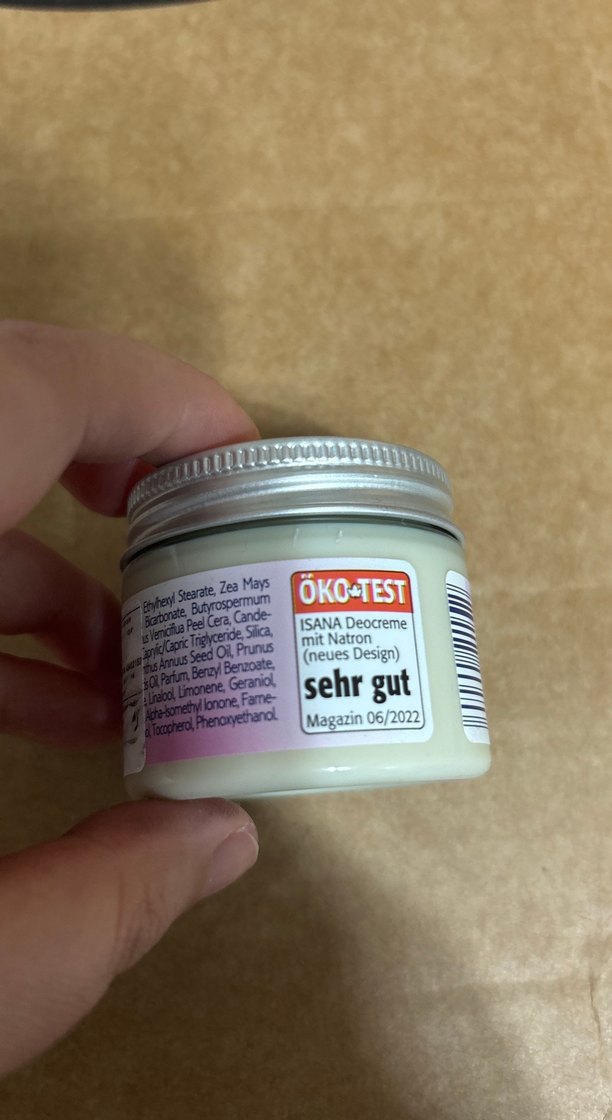 Ethylhexyl Stearate, Zea Mays
Bicarbonate, Butyrospermum
Verniciflua Peel Cera, Cande-
Caprylic/Capric Triglyceride, Silica,
Annuus Seed Oil, Prunus
Oil, Parfum, Benzyl Benzoate,
Linalool, Limonene, Geraniol,
Alpha-Isomethyl Ionone, Farne-
Tocopherol, Phenoxyethanol.
ÖKO-TEST
ISANA Deocreme
mit Natron
(neues Design)
sehr gut
Magazin 06/2022